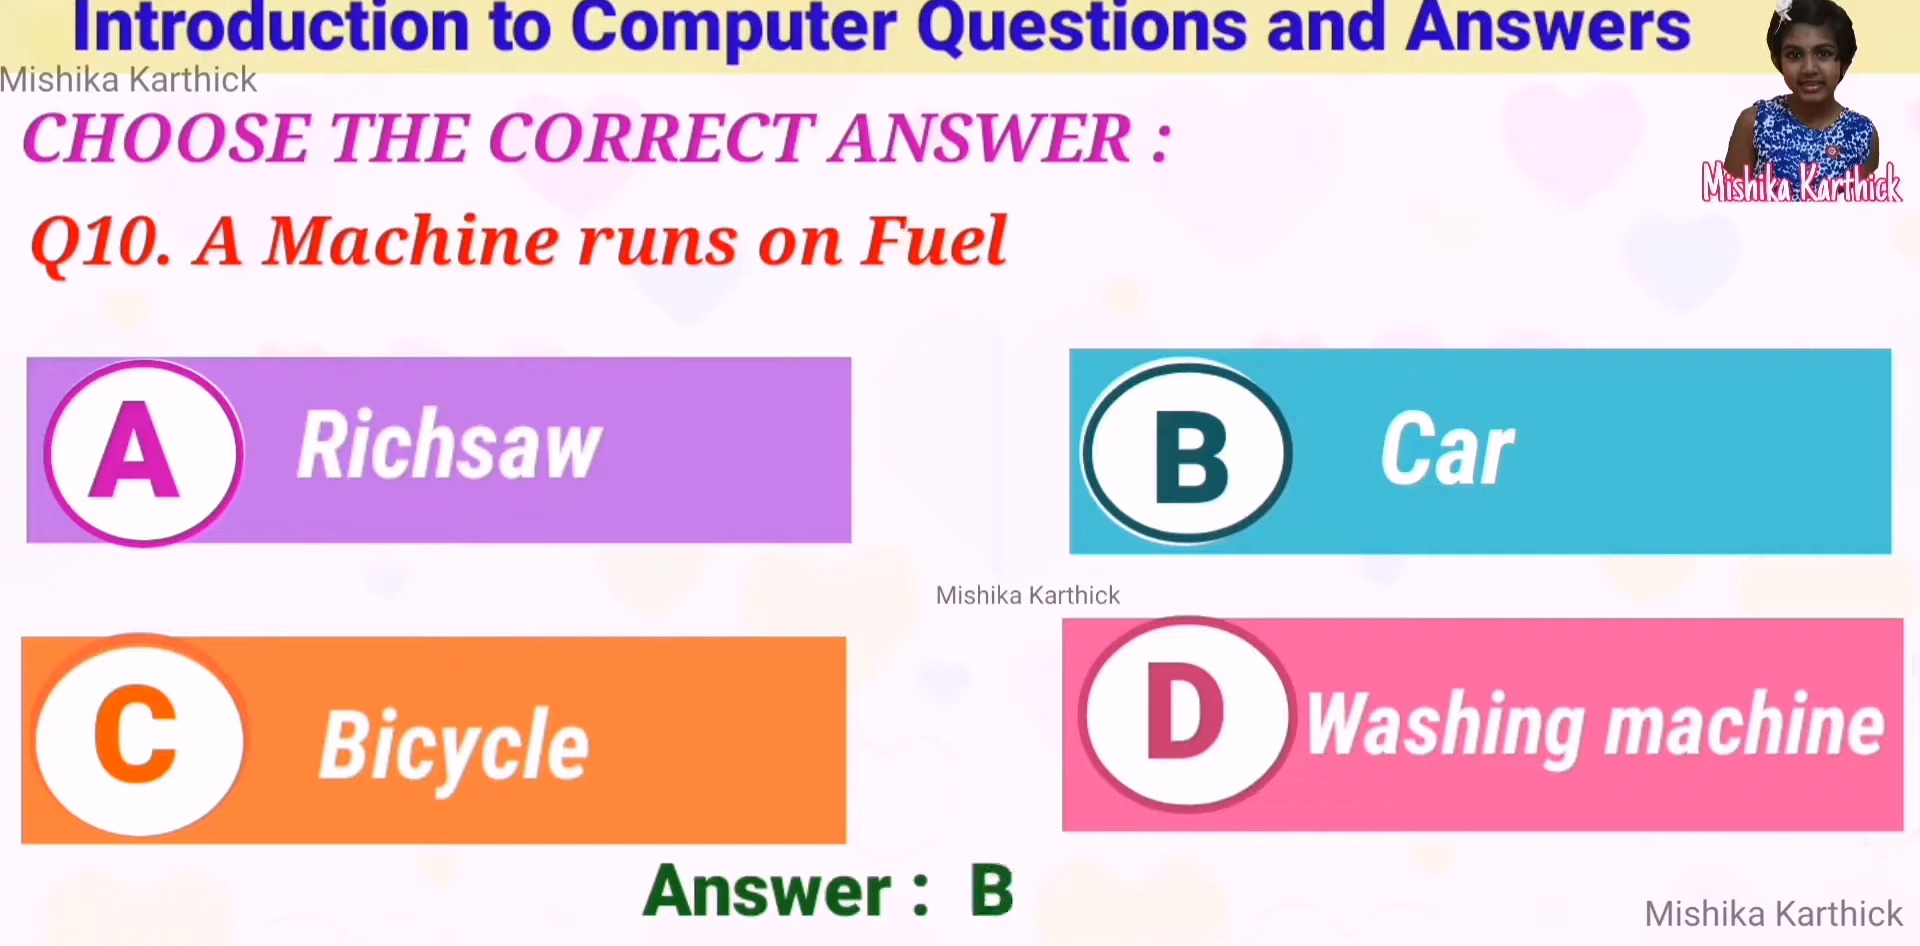 Introduction to Computer Questions and Answers
Mishika Karthick
CHOOSE THE CORRECT ANSWER :
Mishika Karthick
Q10. A Machine runs on Fuel
A Richsaw
B Car
Mishika Karthick
C Bicycle
D Washing machine
Answer : B
Mishika Karthick